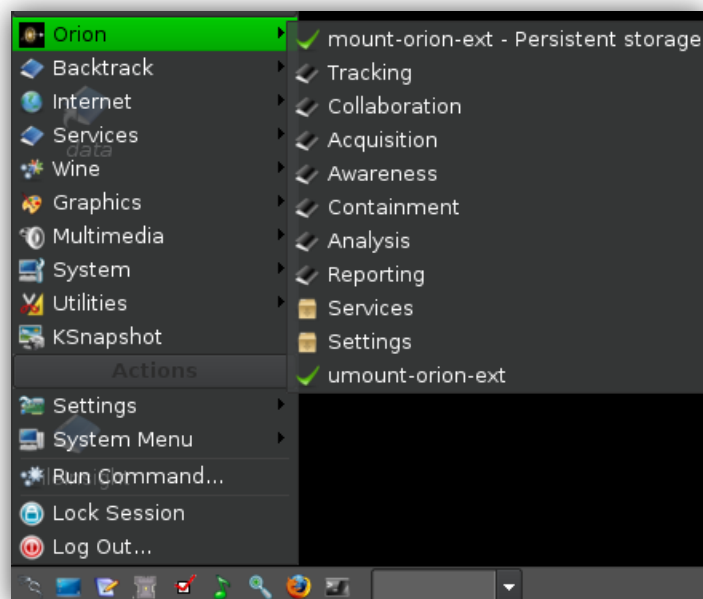 Orion
Backtrack
Internet
Services
data
Wine
Graphics
Multimedia
System
Utilities
KSnapshot
Actions
Settings
System Menu
Run Command...
Lock Session
Log Out...
mount-orion-ext - Persistent storage
Tracking
Collaboration
Acquisition
Awareness
Containment
Analysis
Reporting
Services
Settings
umount-orion-ext